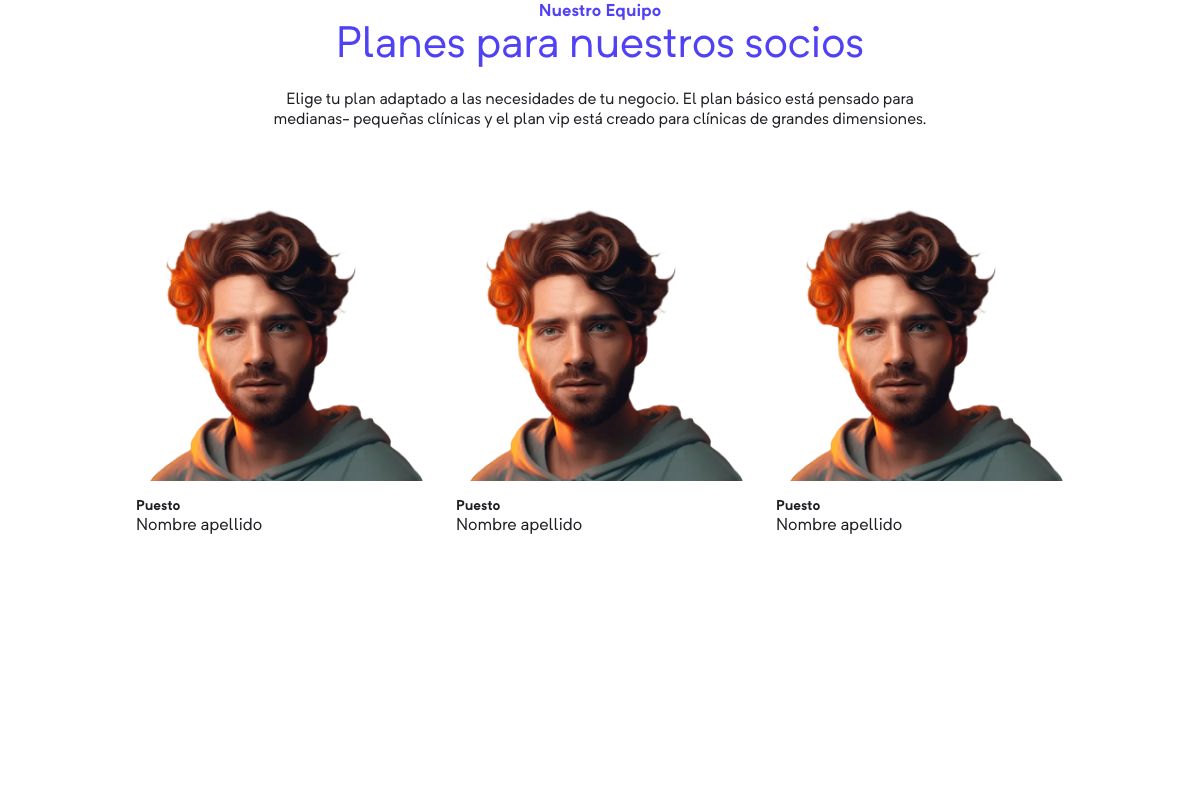 Nuestro Equipo
Planes para nuestros socios
Elige tu plan adaptado a las necesidades de tu negocio. El plan básico está pensado para
medianas- pequeñas clínicas y el plan vip está creado para clínicas de grandes dimensiones.
Puesto
Nombre apellido
Puesto
Nombre apellido
Puesto
Nombre apellido